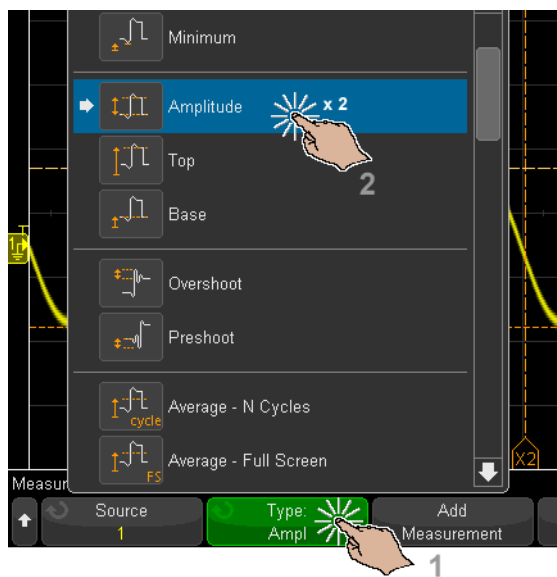 Minimum
Amplitude
x 2
2
Top
Base
1
Overshoot
Preshoot
cycle
Average - N Cycles
FS
Average - Full Screen
X2
Measur
Source
1
Type:
Ampl
Add
Measurement
1